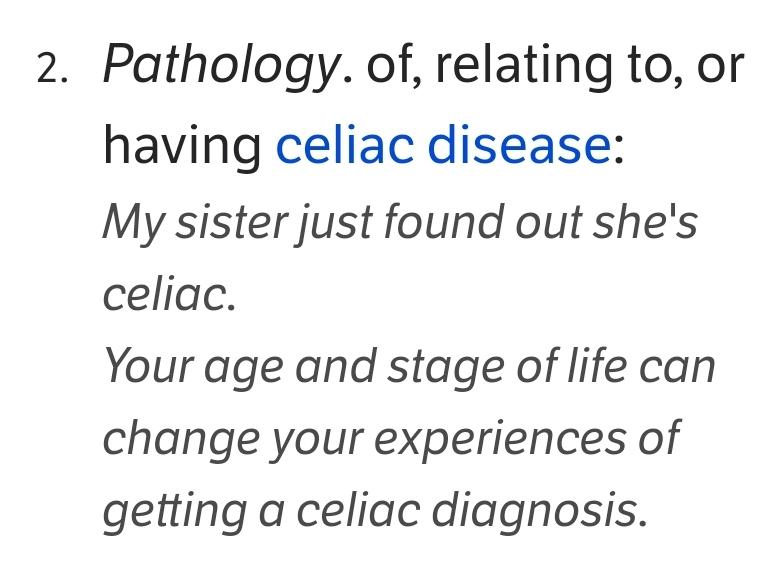 2. Pathology. of, relating to, or
having celiac disease:
My sister just found out she's
celiac.
Your age and stage of life can
change your experiences of
getting a celiac diagnosis.